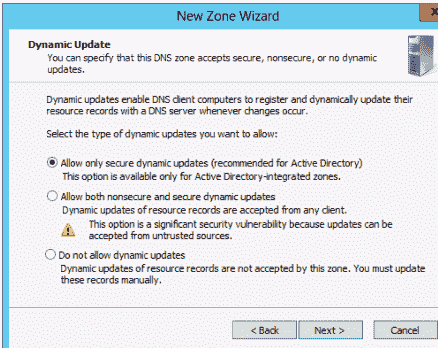 New Zone Wizard
x
Dynamic Update
You can specify that this DNS zone accepts secure, nonsecure, or no dynamic
updates.
Dynamic updates enable DNS client computers to register and dynamically update their
resource records with a DNS server whenever changes occur.
Select the type of dynamic updates you want to allow:
Allow only secure dynamic updates (recommended for Active Directory)
This option is available only for Active Directory-integrated zones.
Allow both nonsecure and secure dynamic updates
Dynamic updates of resource records are accepted from any client.
This option is a significant security vulnerability because updates can be
accepted from untrusted sources.
Do not allow dynamic updates
Dynamic updates of resource records are not accepted by this zone. You must update
these records manually.
< Back Next > Cancel